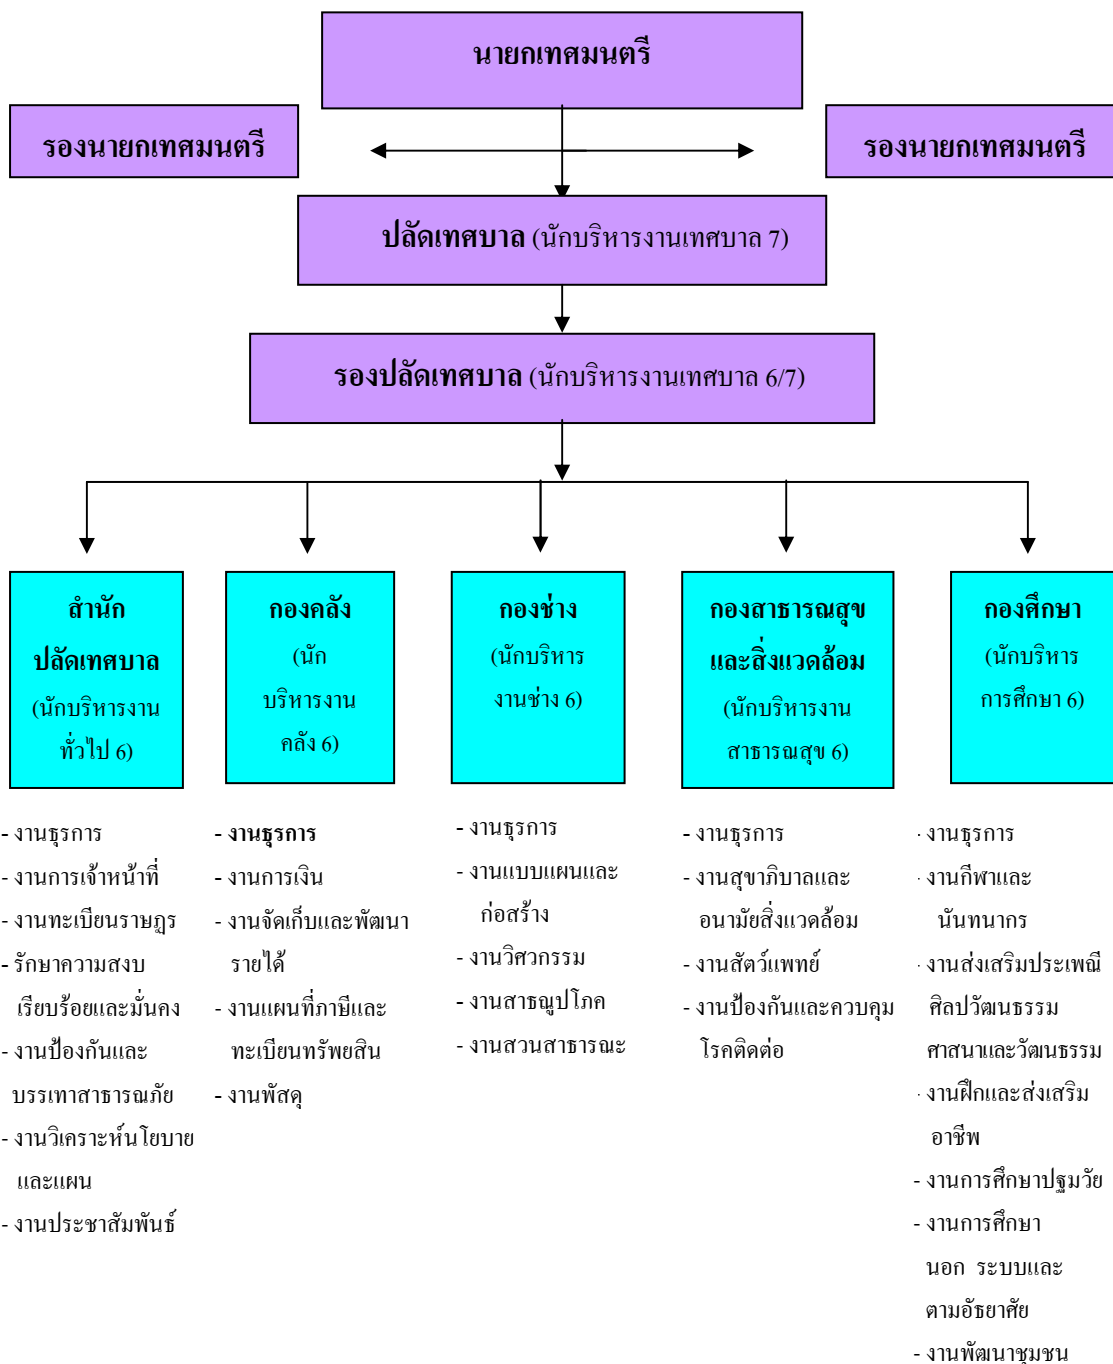 นายกเทศมนตรี
รองนายกเทศมนตรี
รองนายกเทศมนตรี
ปลัดเทศบาล (นักบริหารงานเทศบาล 7)
รองปลัดเทศบาล (นักบริหารงานเทศบาล 6/7)
สำนัก
ปลัดเทศบาล
(นักบริหารงาน
ทั่วไป 6)
กองคลัง
(นัก
บริหารงาน
คลัง 6)
กองช่าง
(นักบริหาร
งานช่าง 6)
กองสาธารณสุข
และสิ่งแวดล้อม
(นักบริหารงาน
สาธารณสุข 6)
กองศึกษา
(นักบริหาร
การศึกษา 6)
- งานธุรการ
- งานการเจ้าหน้าที่
- งานทะเบียนราษฎร
- รักษาความสงบ
เรียบร้อยและมั่นคง
- งานป้องกันและ
บรรเทาสาธารณภัย
- งานวิเคราะห์นโยบาย
และแผน
- งานประชาสัมพันธ์
- งานธุรการ
- งานการเงิน
- งานจัดเก็บและพัฒนา
รายได้
- งานแผนที่ภาษีและ
ทะเบียนทรัพยสิน
- งานพัสดุ
- งานธุรการ
- งานแบบแผนและ
ก่อสร้าง
- งานวิศวกรรม
- งานสาธณูปโภค
- งานสวนสาธารณะ
- งานธุรการ
- งานสุขาภิบาลและ
อนามัยสิ่งแวดล้อม
- งานสัตว์แพทย์
- งานป้องกันและควบคุม
โรคติดต่อ
- งานธุรการ
- งานกีฬาและ
นันทนากร
- งานส่งเสริมประเพณี
ศิลปวัฒนธรรม
ศาสนาและวัฒนธรรม
- งานฝึกและส่งเสริม
อาชีพ
- งานการศึกษาปฐมวัย
- งานการศึกษา
นอก ระบบและ
ตามอัธยาศัย
- งานพัฒนาชุมชน